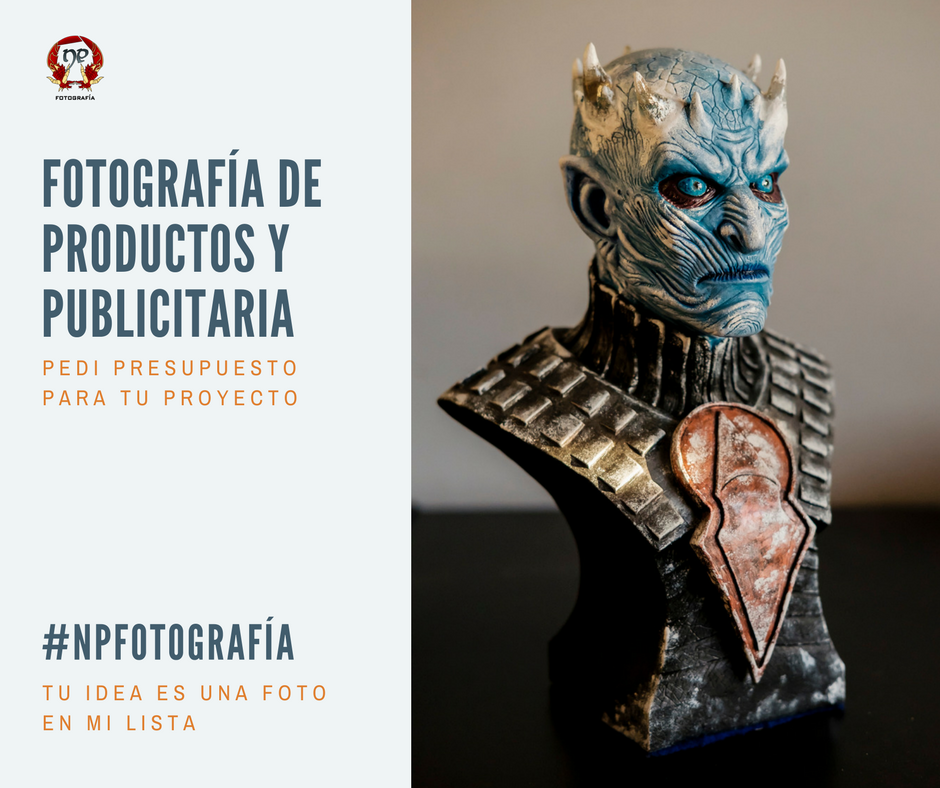 np
FOTOGRAFÍA
FOTOGRAFÍA DE
PRODUCTOS Y
PUBLICITARIA
PEDI PRESUPUESTO
PARA TU PROYECTO
#NPFOTOGRAFÍA
TU IDEA ES UNA FOTO
EN MI LISTA